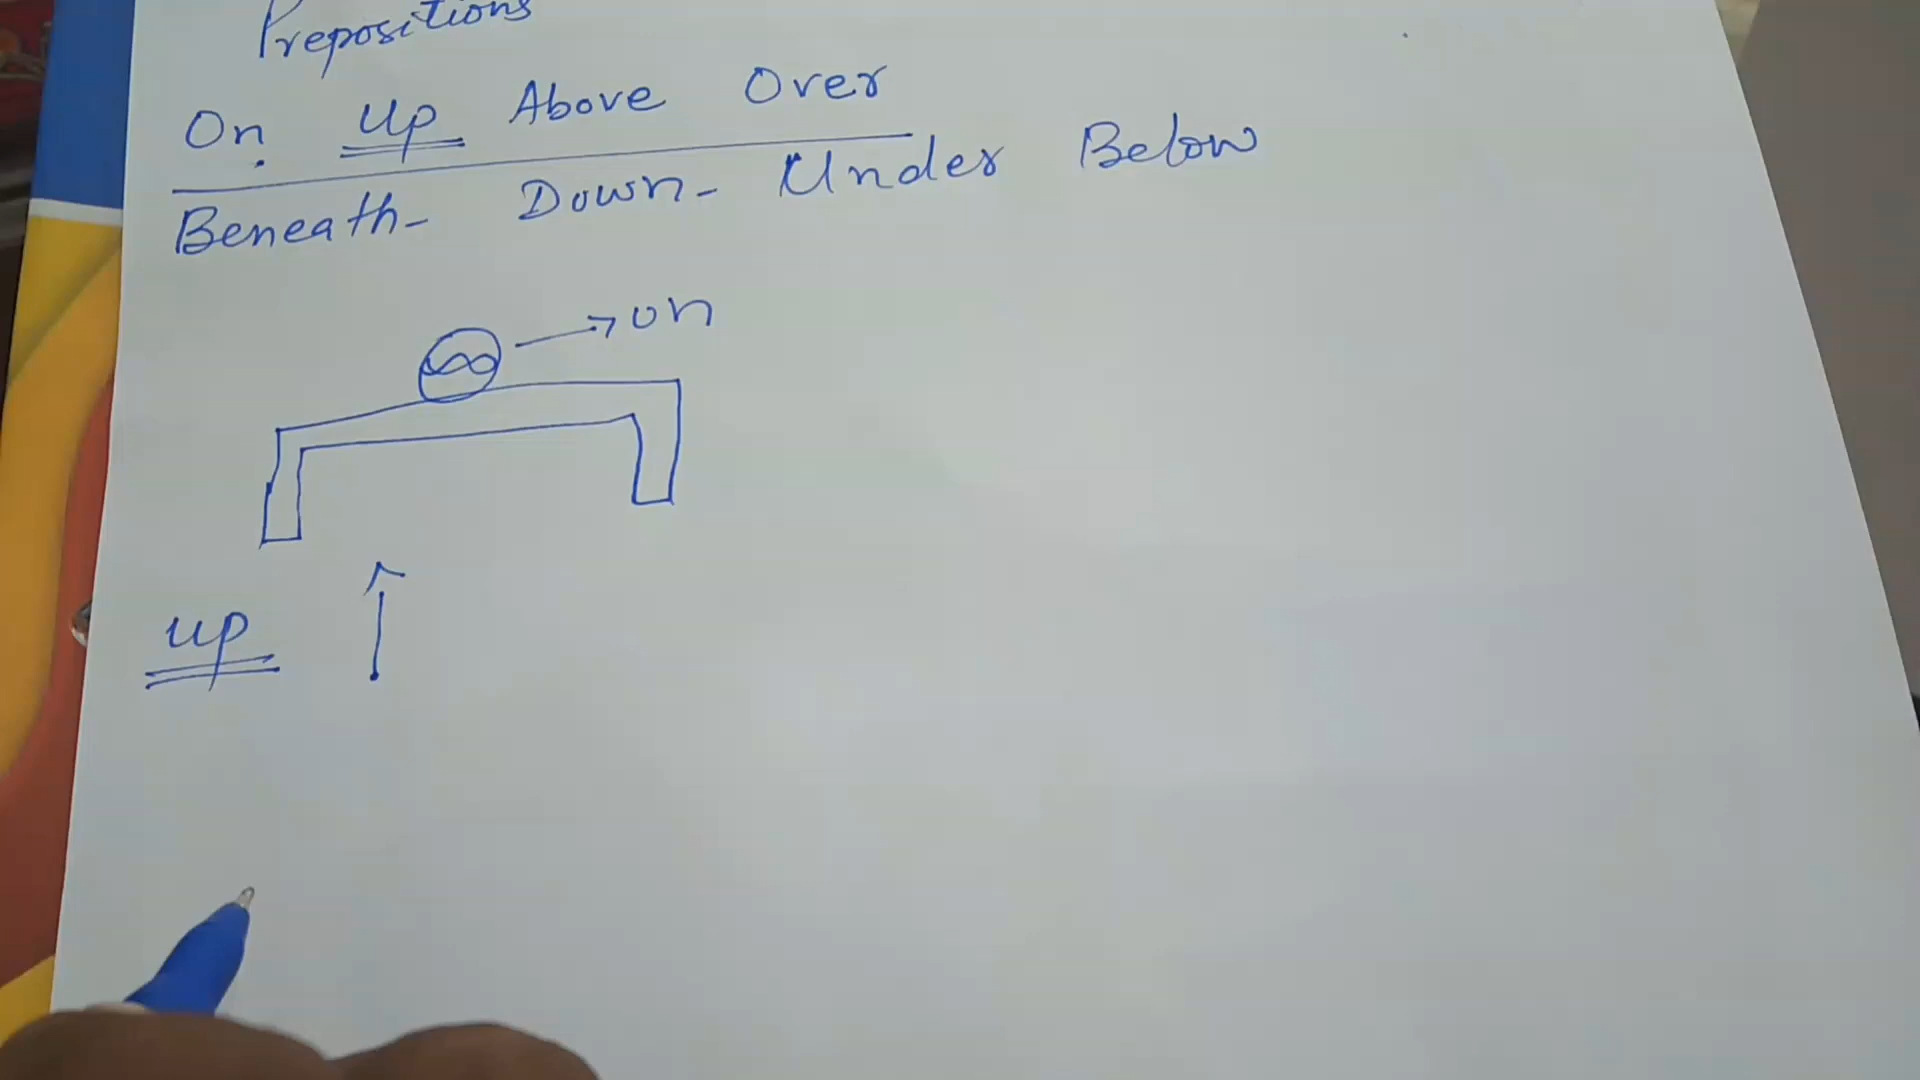 Prepositions
On Up Above Over
Beneath- Down- Under Below
on
up